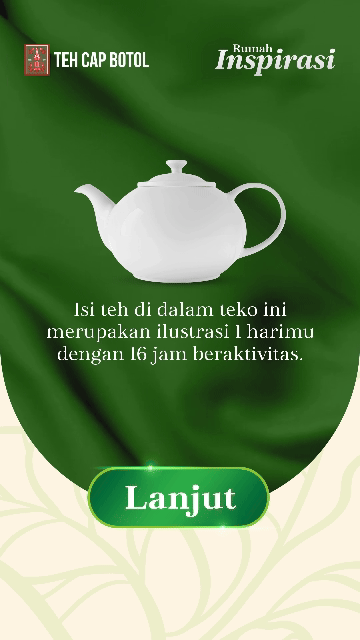 TEH CAP BOTOL
Rumah
Inspirasi
Isi teh di dalam teko ini
merupakan ilustrasi 1 harimu
dengan 16 jam beraktivitas.
Lanjut